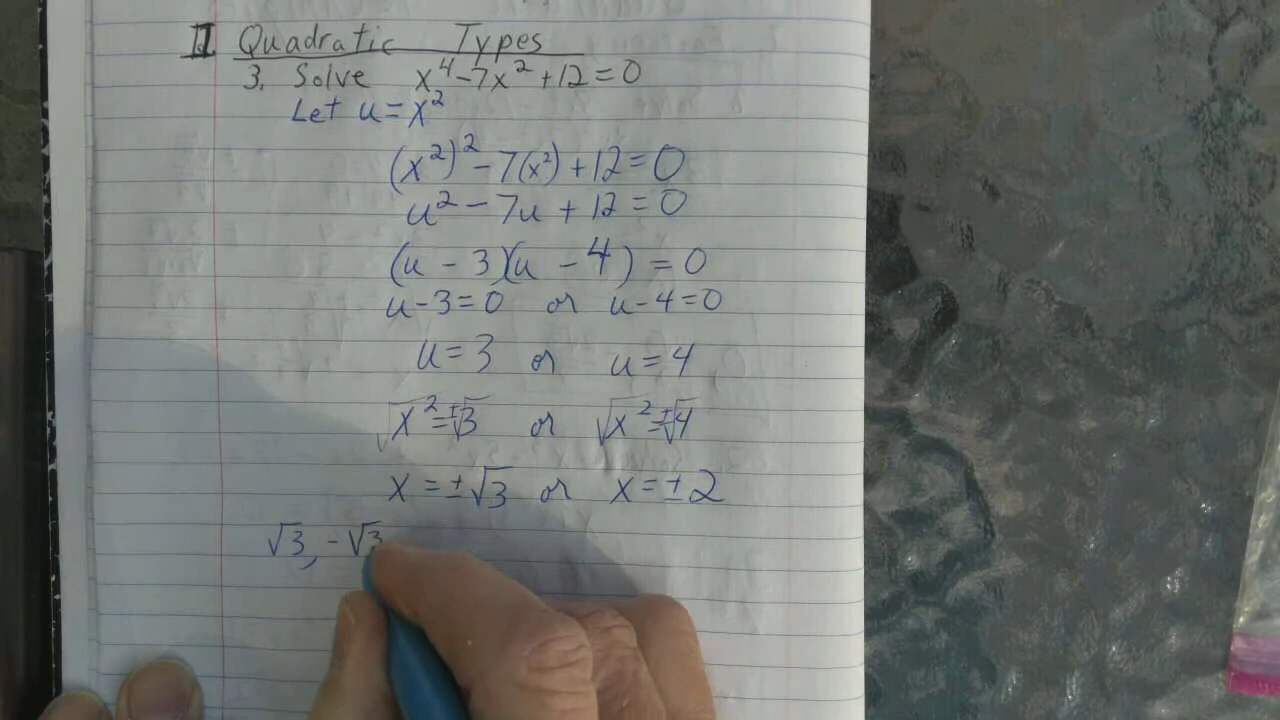 II Quadratic Types
3. Solve x⁴-7x²+12=0
Let u=x²
(x²)²-7(x²)+12=0
u²-7u+12=0
(u-3)(u-4)=0
u-3=0 or u-4=0
u=3 or u=4
√x²=±√3 or √x²=±√4
x=±√3 or x=±2
√3, -√3